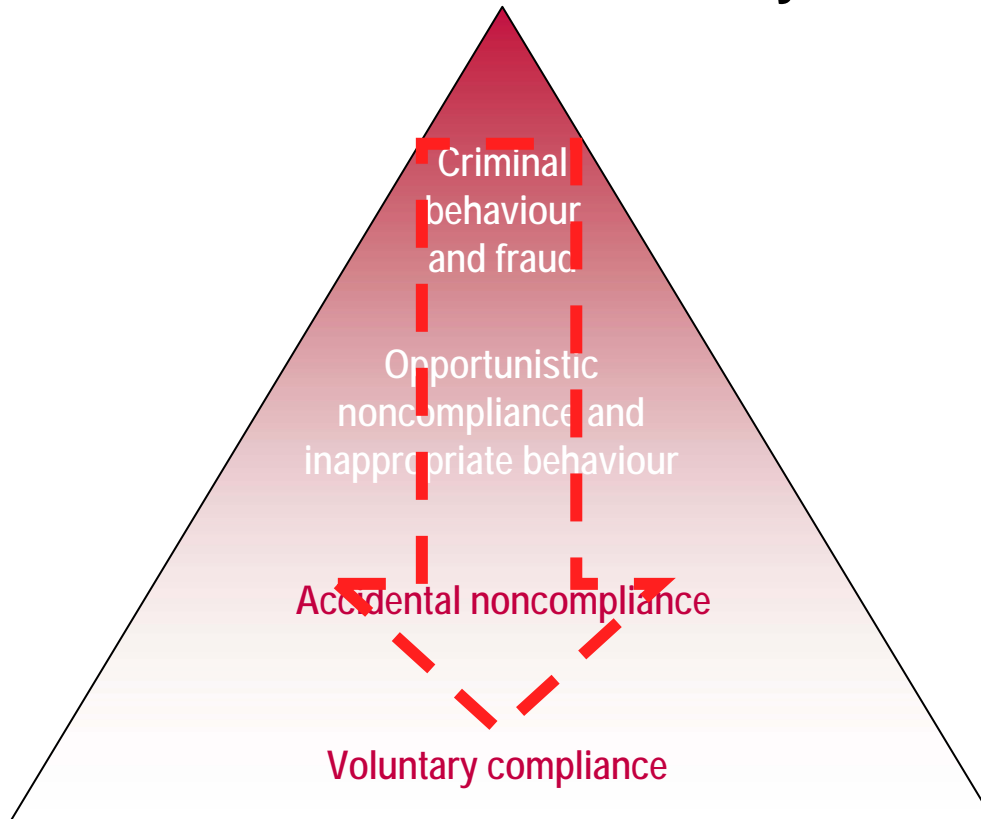 Criminal
behaviour
and fraud
Opportunistic
noncompliance and
inappropriate behaviour
Accidental noncompliance
Voluntary compliance